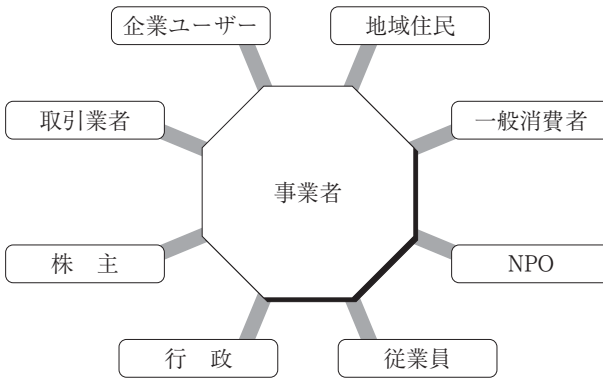 企業ユーザー
地域住民
取引業者
一般消費者
事業者
株　主
NPO
行　政
従業員